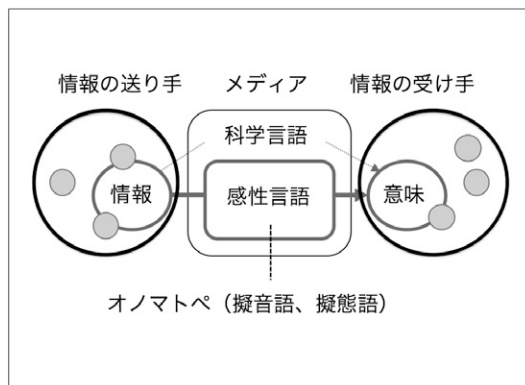 情報の送り手
メディア
情報の受け手
科学言語
情報
感性言語
意味
オノマトペ（擬音語、擬態語）